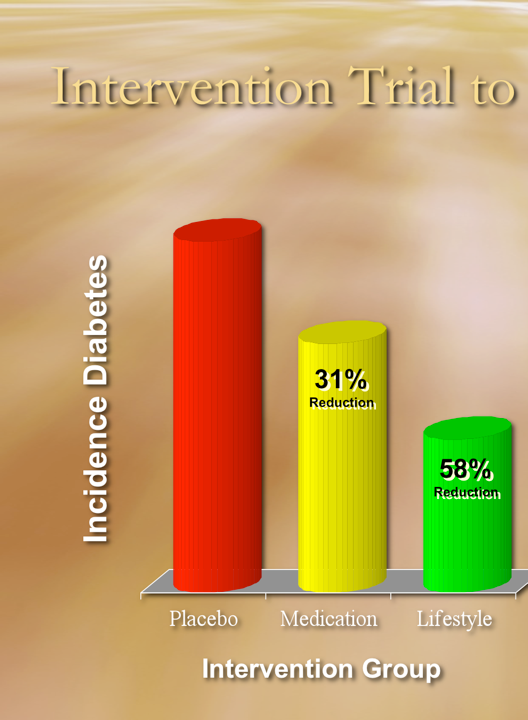 Intervention Trial to
Incidence Diabetes
31%
Reduction
58%
Reduction
Placebo Medication Lifestyle
Intervention Group